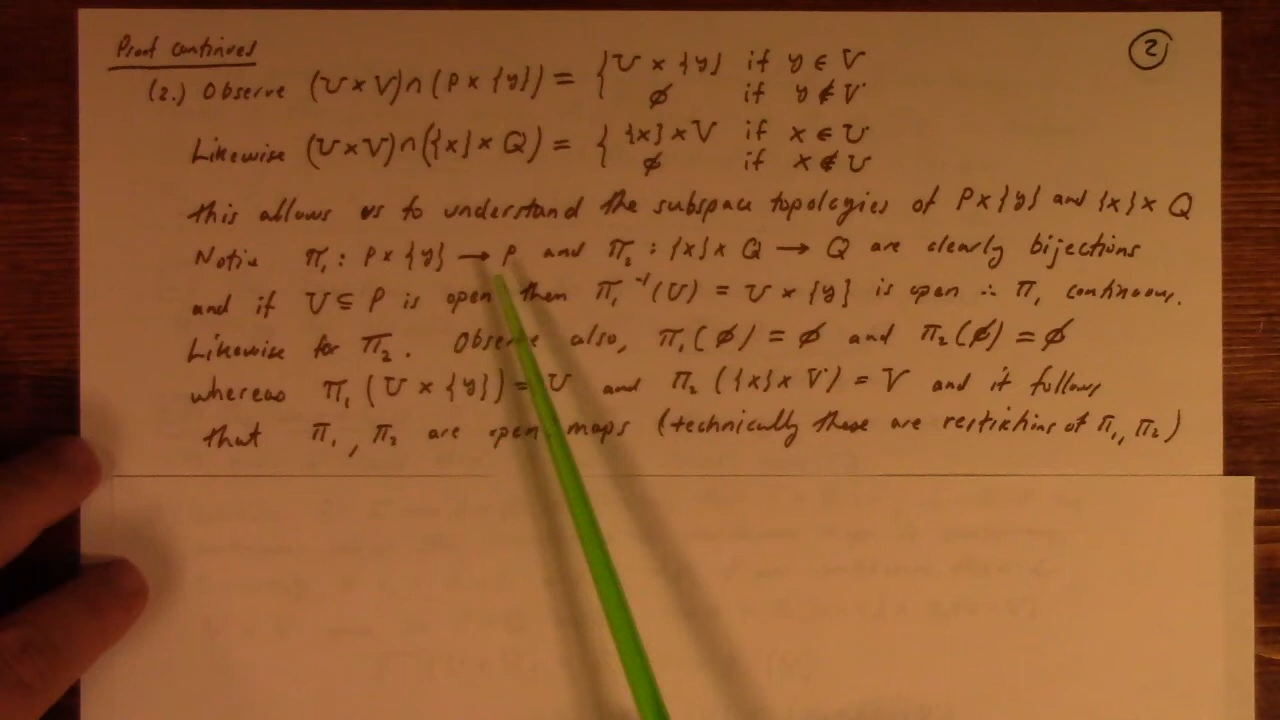 Proof continues
②
(2.) Observe (U×V)∩(P×{y}) = { U×{y} if y ∈ V
∅ if y ∉ V
Likewise (U×V)∩({x}×Q) = { {x}×V if x ∈ U
∅ if x ∉ U
this allows us to understand the subspace topologies of P×{y} and {x}×Q
Notice π₁ : P×{y} → P and π₂ : {x}×Q → Q are clearly bijections
and if U ⊆ P is open then π₁⁻¹(U) = U×{y} is open ∴ π₁ continuous.
Likewise for π₂. Observe also, π₁(∅) = ∅ and π₂(∅) = ∅
whereas π₁(U×{y}) = U and π₂({x}×V) = V and it follows
that π₁, π₂ are open maps (technically these are restrictions of π₁, π₂)